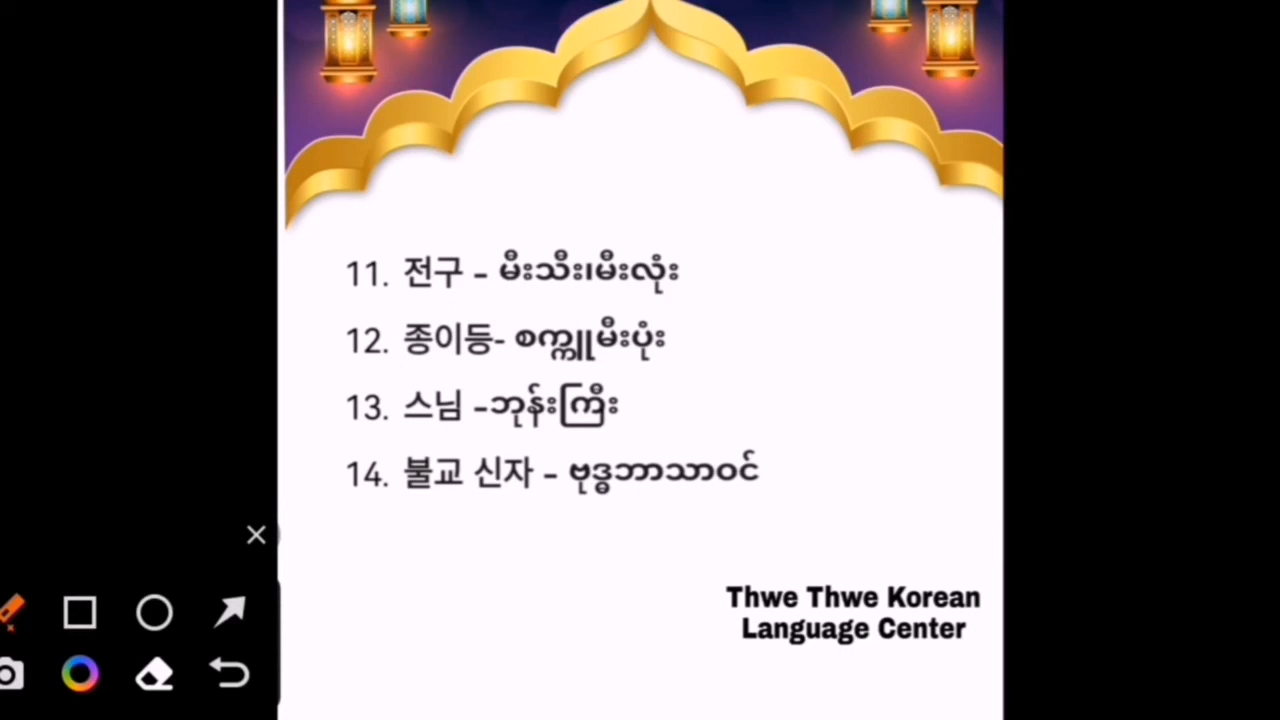 11. 전구 – မီးသီး၊မီးလုံး
12. 종이등- စက္ကူမီးပုံး
13. 스님 –ဘုန်းကြီး
14. 불교 신자 – ဗုဒ္ဓဘာသာဝင်
Thwe Thwe Korean
Language Center